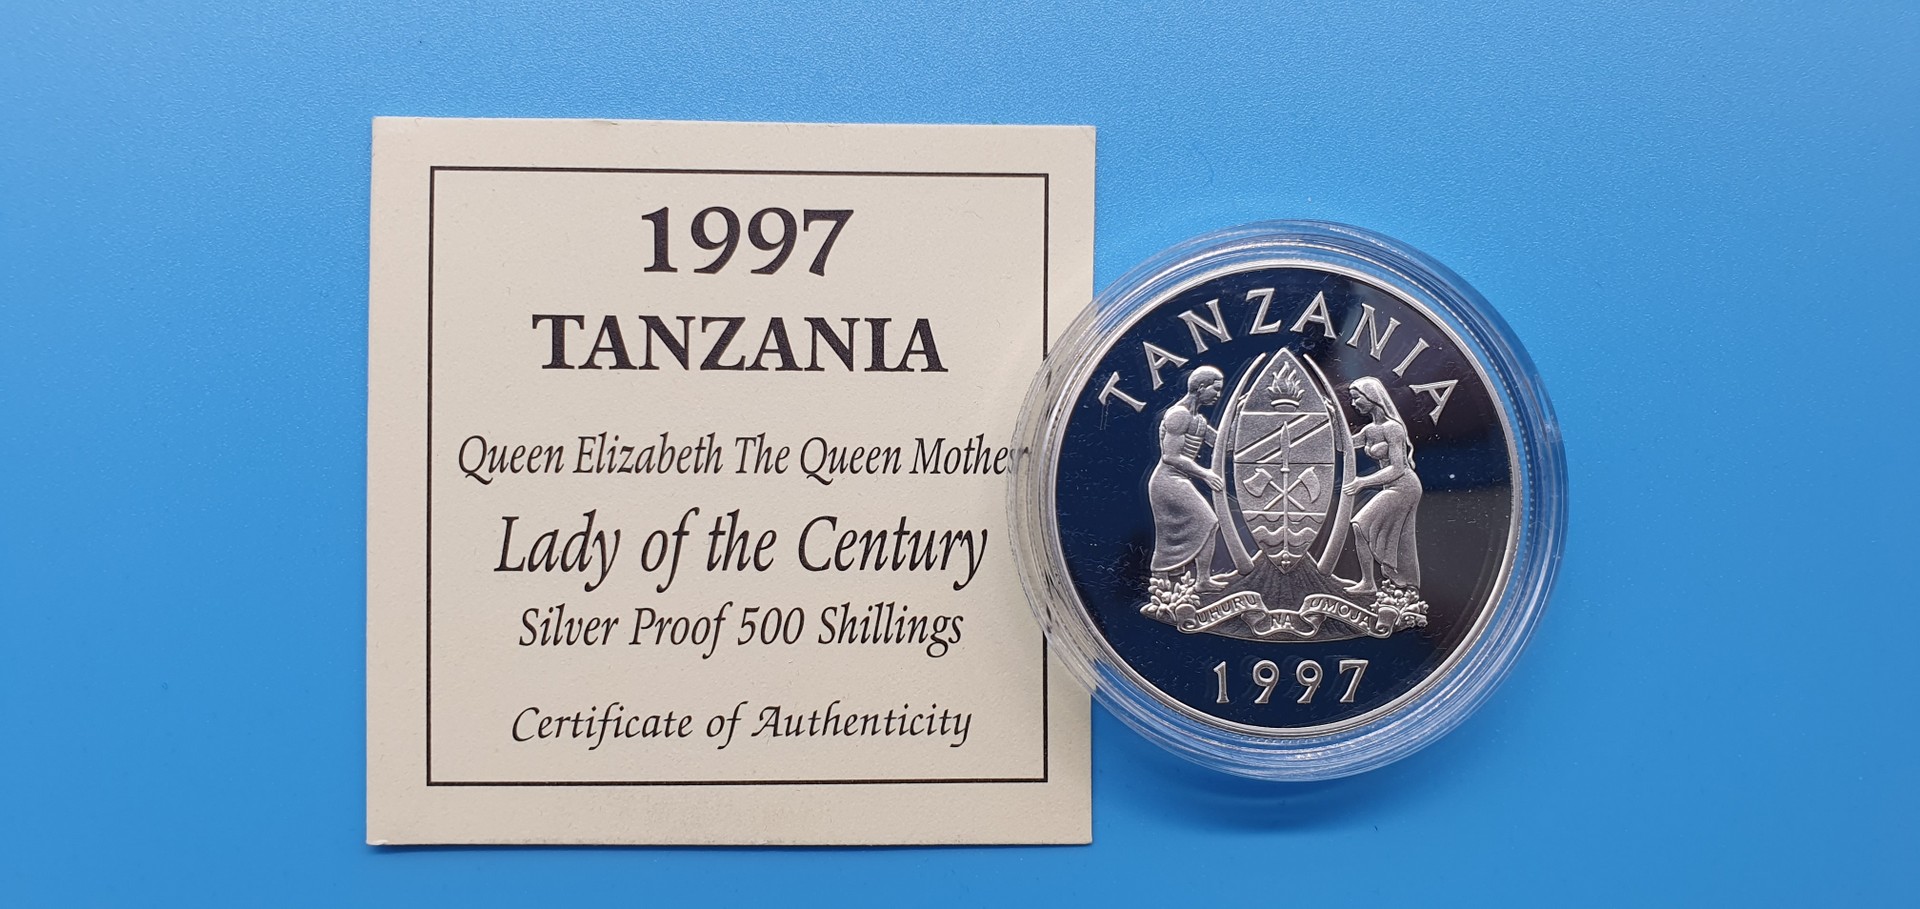 1997
TANZANIA
Queen Elizabeth The Queen Mother
Lady of the Century
Silver Proof 500 Shillings
Certificate of Authenticity
TANZANIA
UHURU NA UMOJA
1997